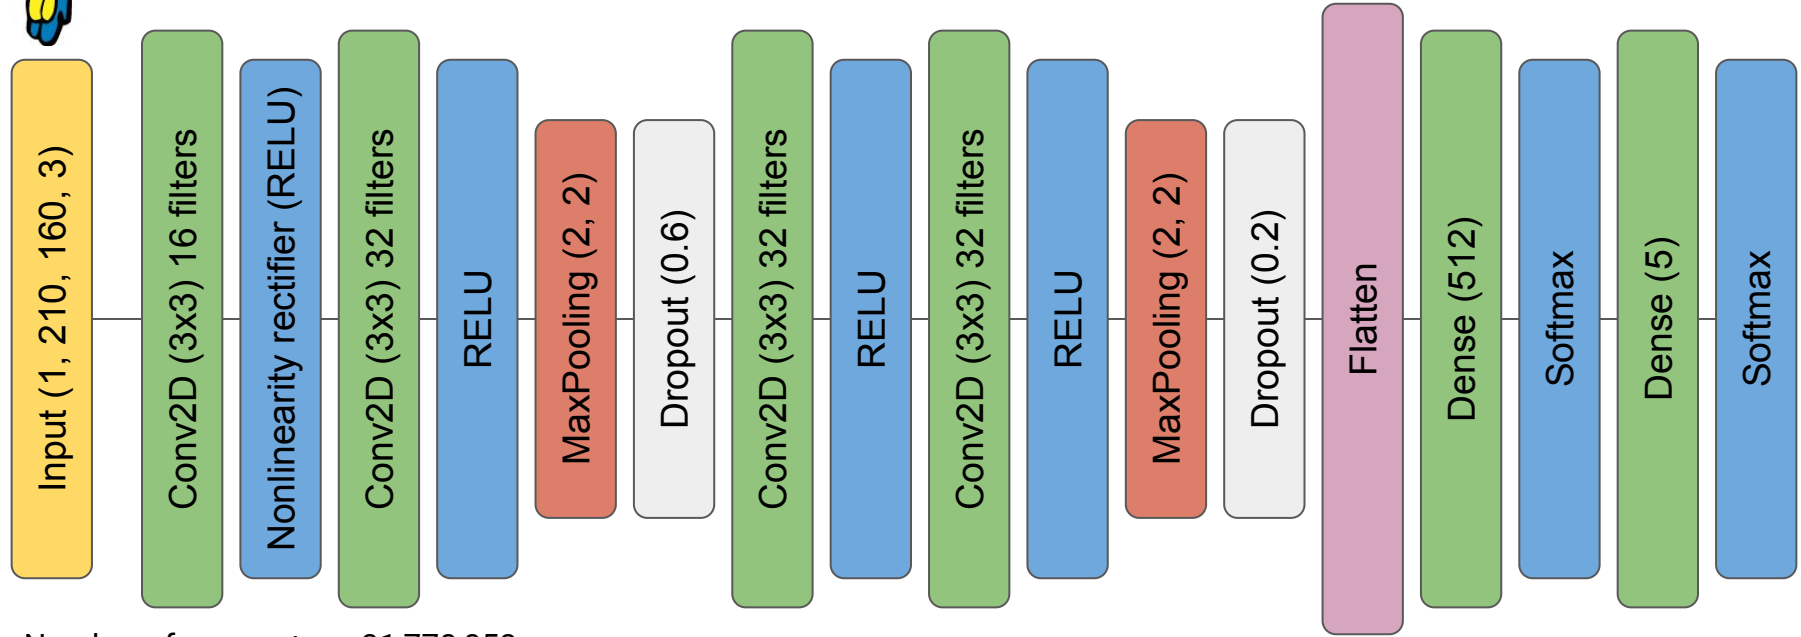 Input (1, 210, 160, 3)
Conv2D (3x3) 16 filters
Nonlinearity rectifier (RELU)
Conv2D (3x3) 32 filters
RELU
MaxPooling (2, 2)
Dropout (0.6)
Conv2D (3x3) 32 filters
RELU
Conv2D (3x3) 32 filters
RELU
MaxPooling (2, 2)
Dropout (0.2)
Flatten
Dense (512)
Softmax
Dense (5)
Softmax